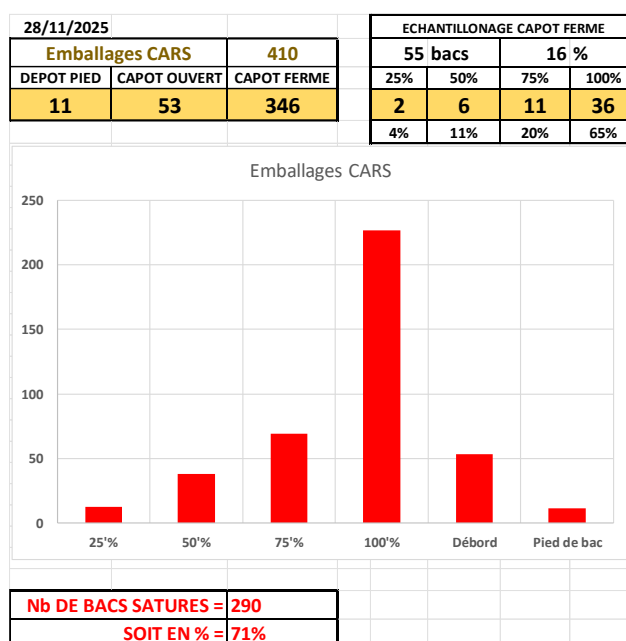 28/11/2025
Emballages CARS 410
DEPOT PIED CAPOT OUVERT CAPOT FERME
11 53 346
ECHANTILLONAGE CAPOT FERME
55 bacs 16 %
25% 50% 75% 100%
2 6 11 36
4% 11% 20% 65%
Emballages CARS
250
200
150
100
50
0
25'% 50'% 75'% 100'% Débord Pied de bac
Nb DE BACS SATURES = 290
SOIT EN % = 71%